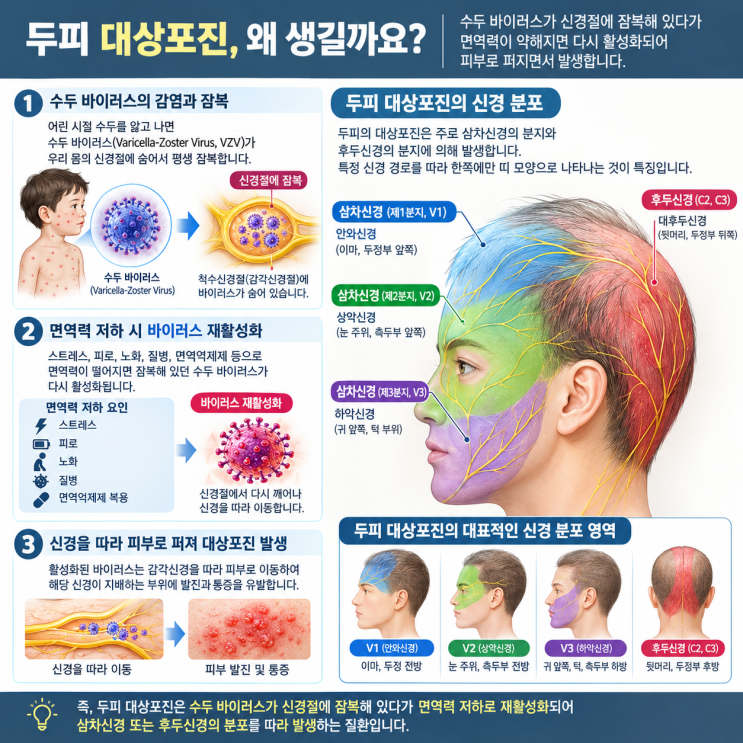 두피 대상포진, 왜 생길까요?
수두 바이러스가 신경절에 잠복해 있다가
면역력이 약해지면 다시 활성화되어
피부로 퍼지면서 발생합니다.
1 수두 바이러스의 감염과 잠복
어린 시절 수두를 앓고 나면
수두 바이러스(Varicella-Zoster Virus, VZV)가
우리 몸의 신경절에 숨어서 평생 잠복합니다.
신경절에 잠복
수두 바이러스
(Varicella-Zoster Virus)
척수신경절(감각신경절)에
바이러스가 숨어 있습니다.
2 면역력 저하 시 바이러스 재활성화
스트레스, 피로, 노화, 질병, 면역억제제 등으로
면역력이 떨어지면 잠복해 있던 수두 바이러스가
다시 활성화됩니다.
면역력 저하 요인
스트레스
피로
노화
질병
면역억제제 복용
바이러스 재활성화
신경절에서 다시 깨어나
신경을 따라 이동합니다.
3 신경을 따라 피부로 퍼져 대상포진 발생
활성화된 바이러스는 감각신경을 따라 피부로 이동하여
해당 신경이 지배하는 부위에 발진과 통증을 유발합니다.
신경을 따라 이동
피부 발진 및 통증
두피 대상포진의 신경 분포
두피의 대상포진은 주로 삼차신경의 분지와
후두신경의 분지에 의해 발생합니다.
특정 신경 경로를 따라 한쪽에만 띠 모양으로 나타나는 것이 특징입니다.
삼차신경 (제1분지, V1)
안와신경
(이마, 두정부 앞쪽)
후두신경 (C2, C3)
대후두신경
(뒷머리, 두정부 뒤쪽)
삼차신경 (제2분지, V2)
상악신경
(눈 주위, 측두부 앞쪽)
삼차신경 (제3분지, V3)
하악신경
(귀 앞쪽, 턱 부위)
두피 대상포진의 대표적인 신경 분포 영역
V1 (안와신경)
이마, 두정 전방
V2 (상악신경)
눈 주위, 측두부 전방
V3 (하악신경)
귀 앞쪽, 턱, 측두부 하방
후두신경 (C2, C3)
뒷머리, 두정부 후방
즉, 두피 대상포진은 수두 바이러스가 신경절에 잠복해 있다가 면역력 저하로 재활성화되어
삼차신경 또는 후두신경의 분포를 따라 발생하는 질환입니다.